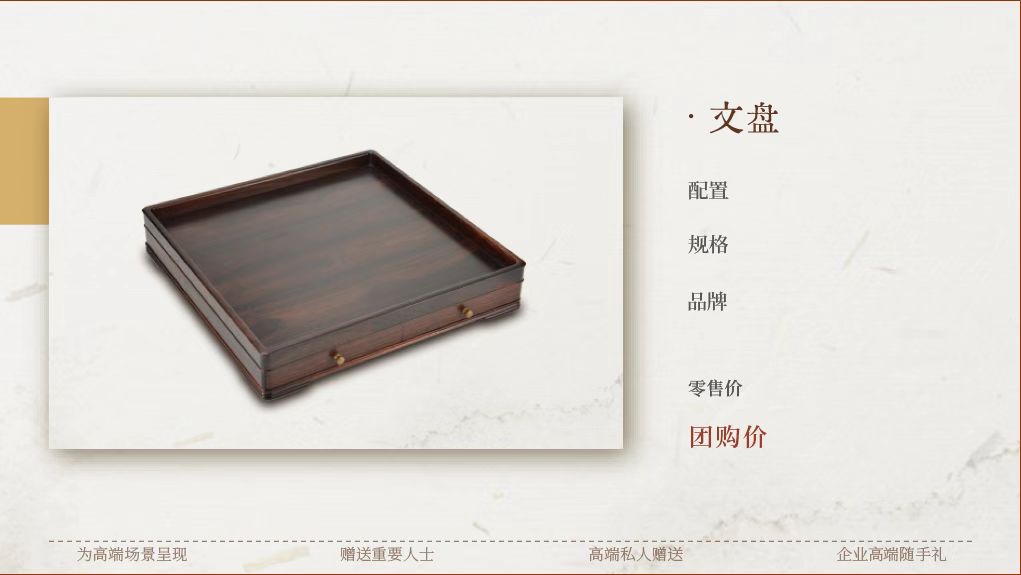 · 文盘
配置
规格
品牌
零售价
团购价
为高端场景呈现 赠送重要人士 高端私人赠送 企业高端随手礼